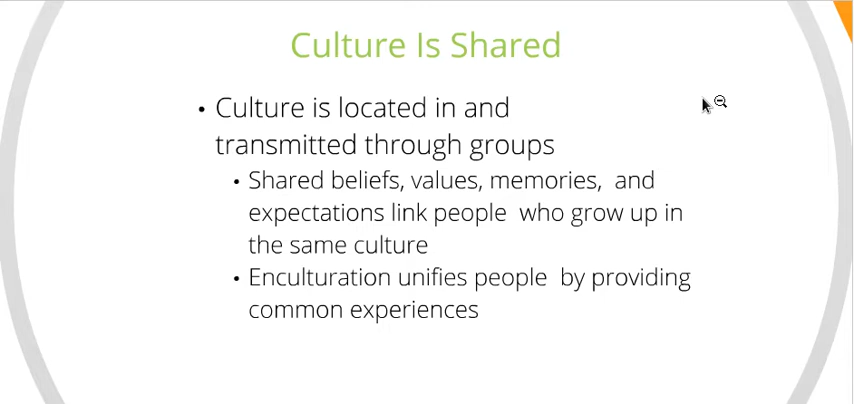 Culture Is Shared
• Culture is located in and
transmitted through groups
• Shared beliefs, values, memories,  and
expectations link people  who grow up in
the same culture
• Enculturation unifies people  by providing
common experiences